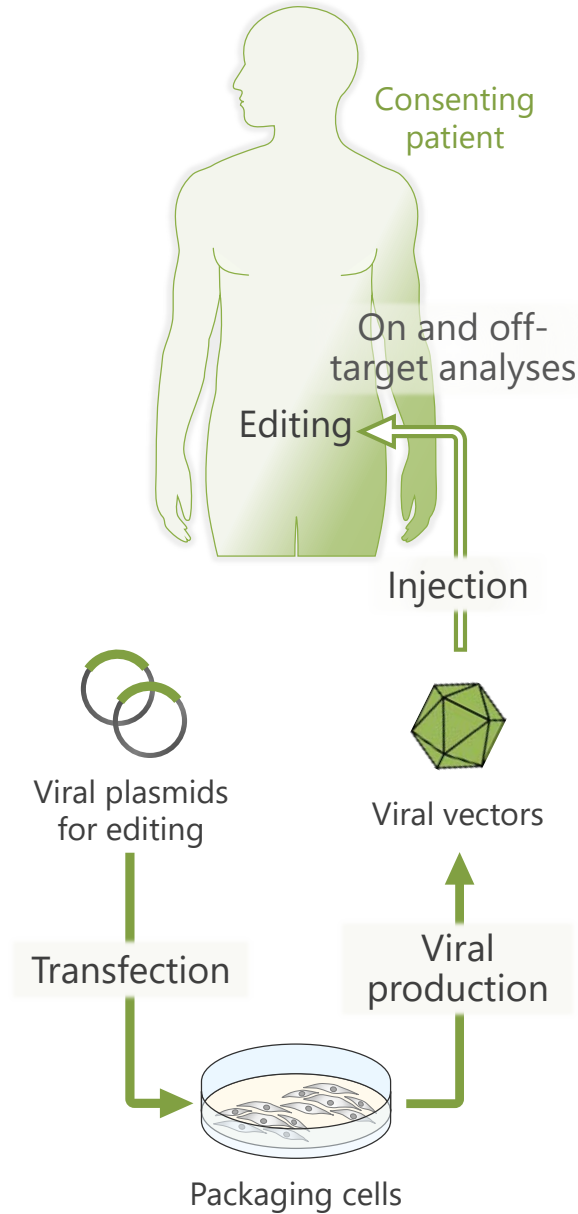 Consenting
patient
On and off-
target analyses
Editing
Injection
Viral plasmids
for editing
Viral vectors
Transfection
Viral
production
Packaging cells